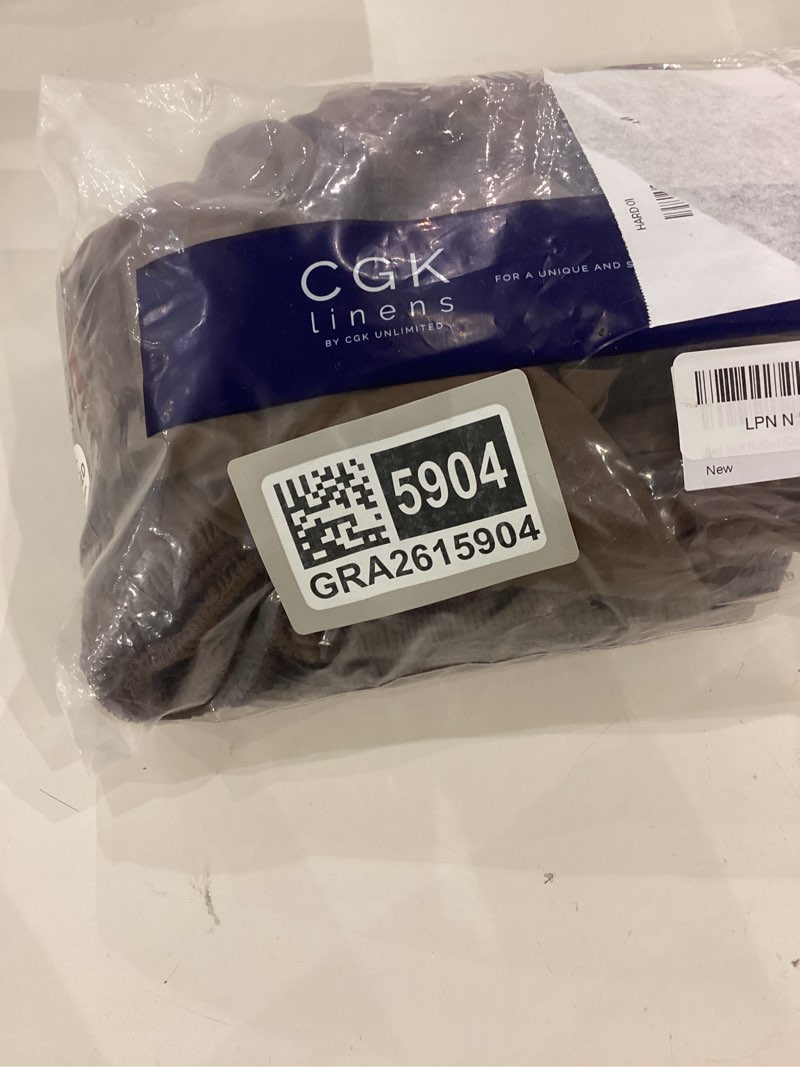 HARD 01
CGK
linens
BY CGK UNLIMITED
FOR A UNIQUE AND S
LPN N
New
5904
GRA2615904